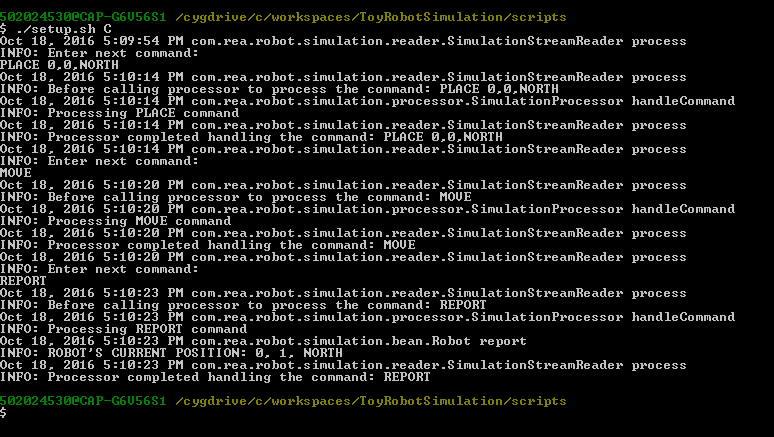 502024530@CAP-G6V56S1 /cygdrive/c/workspaces/ToyRobotSimulation/scripts
$ ./setup.sh C
Oct 18, 2016 5:09:54 PM com.rea.robot.simulation.reader.SimulationStreamReader process
INFO: Enter next command:
PLACE 0,0,NORTH
Oct 18, 2016 5:10:14 PM com.rea.robot.simulation.reader.SimulationStreamReader process
INFO: Before calling processor to process the command: PLACE 0,0,NORTH
Oct 18, 2016 5:10:14 PM com.rea.robot.simulation.processor.SimulationProcessor handleCommand
INFO: Processing PLACE command
Oct 18, 2016 5:10:14 PM com.rea.robot.simulation.reader.SimulationStreamReader process
INFO: Processor completed handling the command: PLACE 0,0,NORTH
Oct 18, 2016 5:10:14 PM com.rea.robot.simulation.reader.SimulationStreamReader process
INFO: Enter next command:
MOVE
Oct 18, 2016 5:10:20 PM com.rea.robot.simulation.reader.SimulationStreamReader process
INFO: Before calling processor to process the command: MOVE
Oct 18, 2016 5:10:20 PM com.rea.robot.simulation.processor.SimulationProcessor handleCommand
INFO: Processing MOVE command
Oct 18, 2016 5:10:20 PM com.rea.robot.simulation.reader.SimulationStreamReader process
INFO: Processor completed handling the command: MOVE
Oct 18, 2016 5:10:20 PM com.rea.robot.simulation.reader.SimulationStreamReader process
INFO: Enter next command:
REPORT
Oct 18, 2016 5:10:23 PM com.rea.robot.simulation.reader.SimulationStreamReader process
INFO: Before calling processor to process the command: REPORT
Oct 18, 2016 5:10:23 PM com.rea.robot.simulation.processor.SimulationProcessor handleCommand
INFO: Processing REPORT command
Oct 18, 2016 5:10:23 PM com.rea.robot.simulation.bean.Robot report
INFO: ROBOT'S CURRENT POSITION: 0, 1, NORTH
Oct 18, 2016 5:10:23 PM com.rea.robot.simulation.reader.SimulationStreamReader process
INFO: Processor completed handling the command: REPORT
502024530@CAP-G6V56S1 /cygdrive/c/workspaces/ToyRobotSimulation/scripts
$